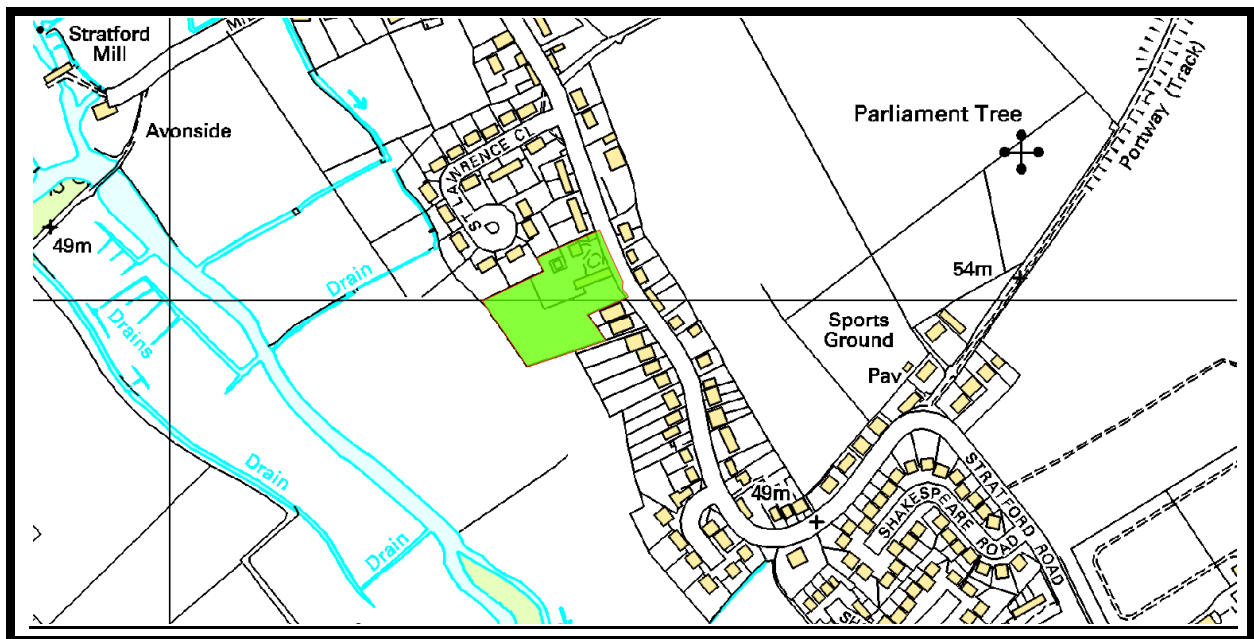 Stratford
Mill
Avonside
49m
Drains
Drain
Drain
Drain
ST LAWRENCE CL
Parliament Tree
Portway (Track)
54m
Sports
Ground
Pav
49m
STRATFORD ROAD
SHAKESPEARE
ROAD